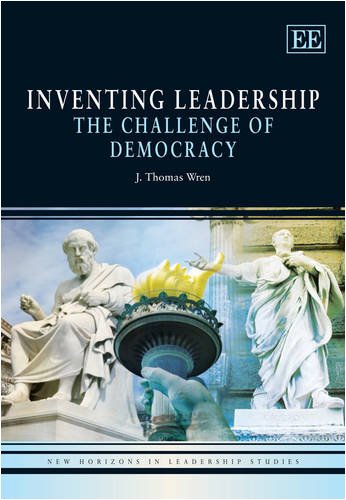 EE
INVENTING LEADERSHIP
THE CHALLENGE OF
DEMOCRACY
J. Thomas Wren
NEW HORIZONS IN LEADERSHIP STUDIES